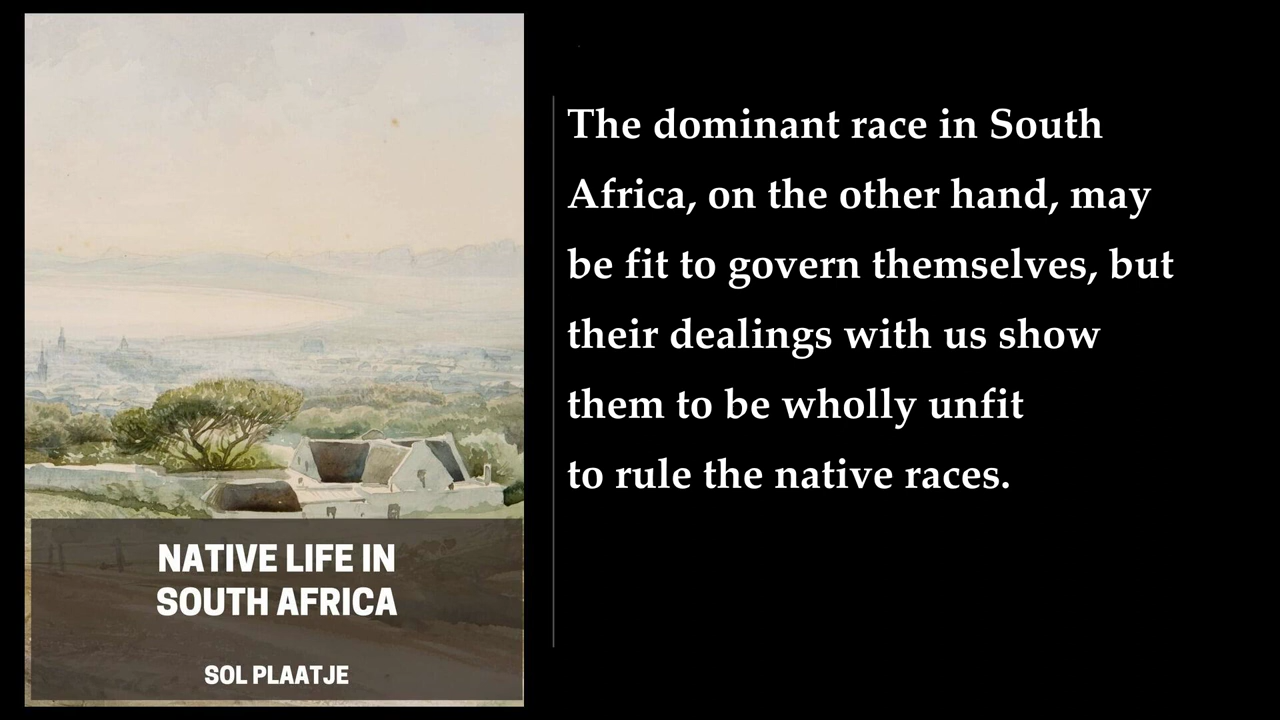 NATIVE LIFE IN
SOUTH AFRICA
SOL PLAATJE
The dominant race in South
Africa, on the other hand, may
be fit to govern themselves, but
their dealings with us show
them to be wholly unfit
to rule the native races.